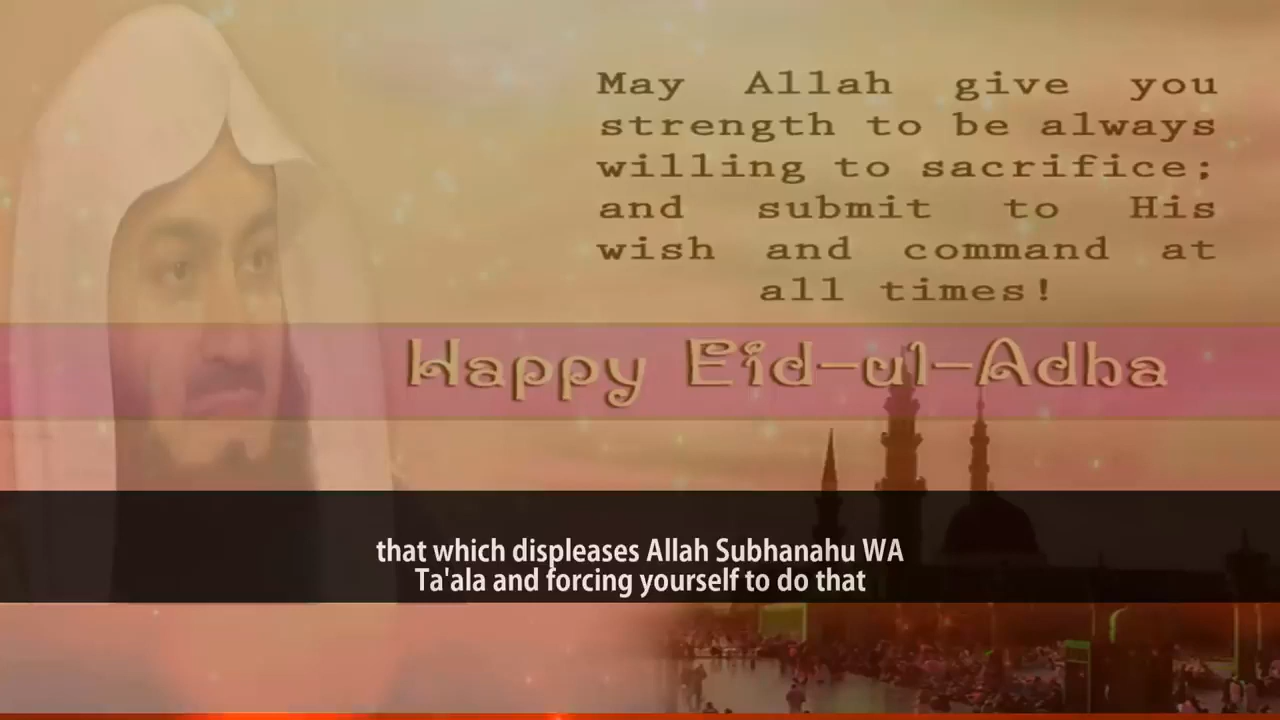 May Allah give you
strength to be always
willing to sacrifice;
and submit to His
wish and command at
all times!
Happy Eid-ul-Adha
that which displeases Allah Subhanahu WA
Ta'ala and forcing yourself to do that